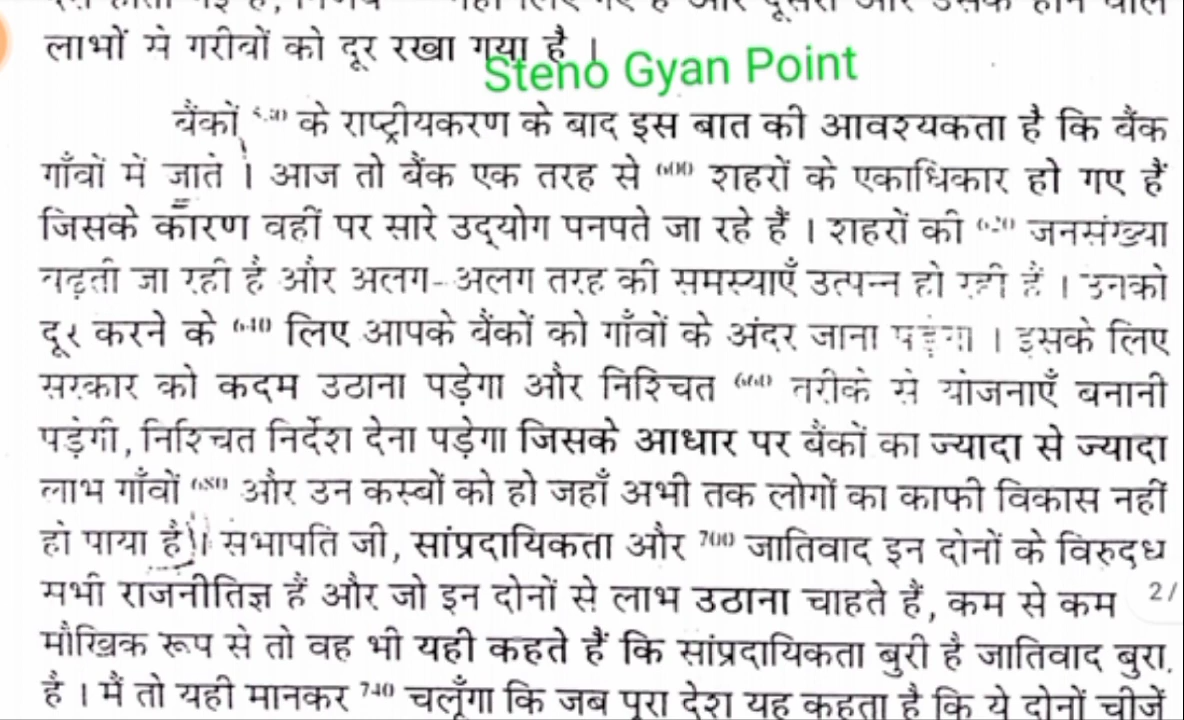 लाभों से गरीबों को दूर रखा गया है ।
Steno Gyan Point
बैंकों के राष्ट्रीयकरण के बाद इस बात की आवश्यकता है कि बैंक
गाँवों में जाते । आज तो बैंक एक तरह से 600 शहरों के एकाधिकार हो गए हैं
जिसके कारण वहीं पर सारे उद्योग पनपते जा रहे हैं । शहरों की 620 जनसंख्या
बढ़ती जा रही है और अलग-अलग तरह की समस्याएँ उत्पन्न हो रही हैं । उनको
दूर करने के 640 लिए आपके बैंकों को गाँवों के अंदर जाना पड़ेगा । इसके लिए
सरकार को कदम उठाना पड़ेगा और निश्चित 660 तरीके से योजनाएँ बनानी
पड़ेंगी, निश्चित निर्देश देना पड़ेगा जिसके आधार पर बैंकों का ज्यादा से ज्यादा
लाभ गाँवों 680 और उन कस्बों को हो जहाँ अभी तक लोगों का काफी विकास नहीं
हो पाया है । सभापति जी, सांप्रदायिकता और 700 जातिवाद इन दोनों के विरुद्ध
सभी राजनीतिज्ञ हैं और जो इन दोनों से लाभ उठाना चाहते हैं, कम से कम 2/
मौखिक रूप से तो वह भी यही कहते हैं कि सांप्रदायिकता बुरी है जातिवाद बुरा
है । मैं तो यही मानकर 740 चलूँगा कि जब पूरा देश यह कहता है कि ये दोनों चीजें